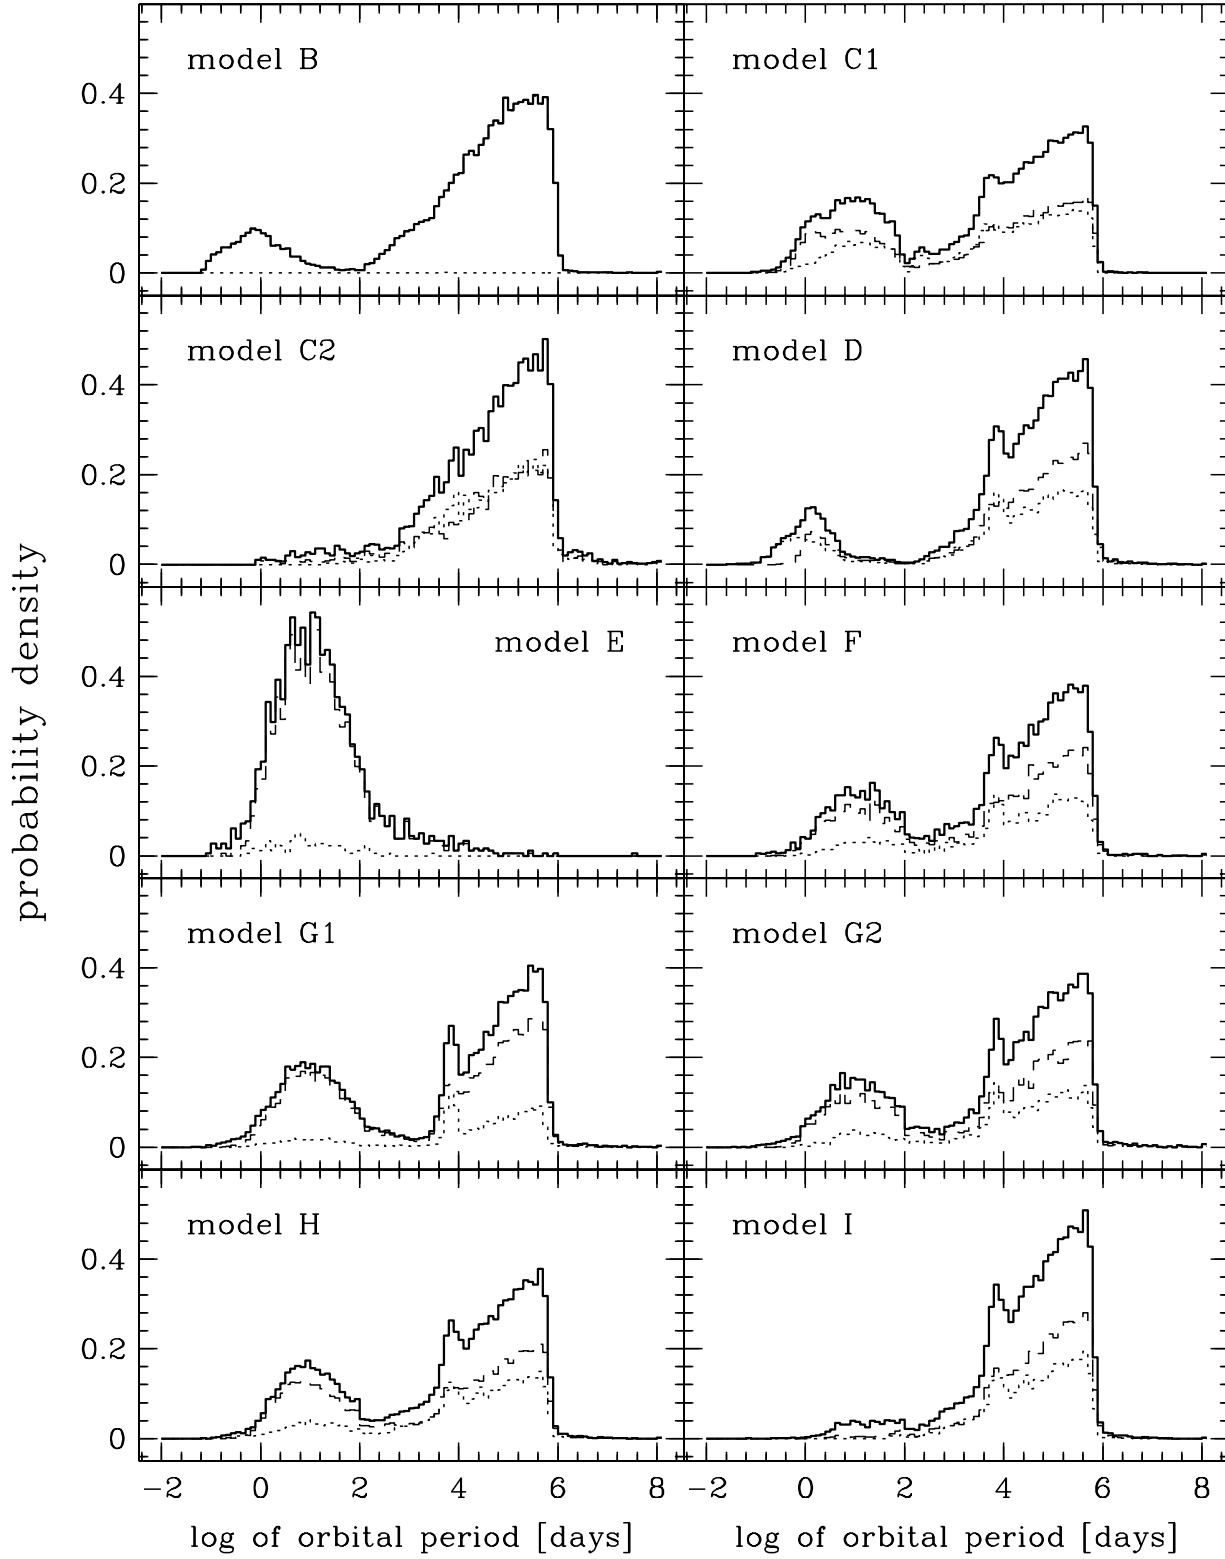 model B
model C1
0.4
0.2
0
model C2
model D
0.4
0.2
0
model E
model F
0.4
0.2
0
model G1
model G2
0.4
0.2
0
model H
model I
0.4
0.2
0
−2 0 2 4 6 8 −2 0 2 4 6 8
log of orbital period [days]
log of orbital period [days]
probability density